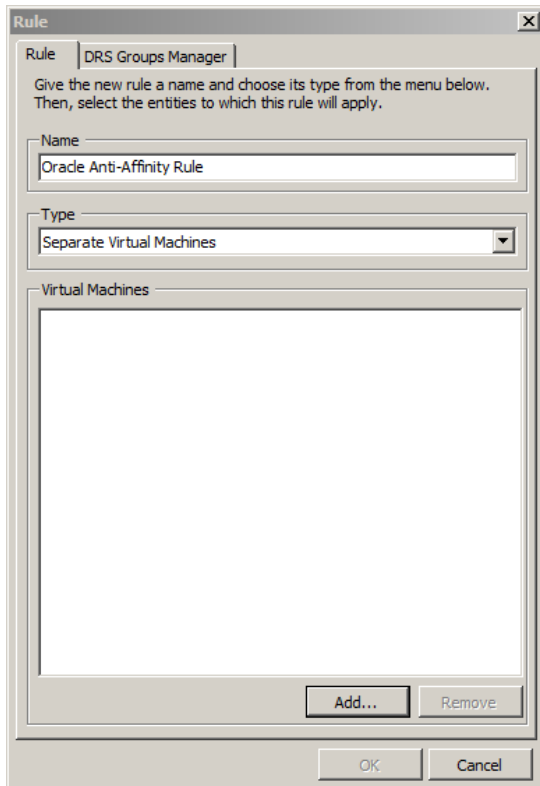 Rule
Rule
DRS Groups Manager
Give the new rule a name and choose its type from the menu below.
Then, select the entities to which this rule will apply.
Name
Oracle Anti-Affinity Rule
Type
Separate Virtual Machines
Virtual Machines
Add...
Remove
OK
Cancel